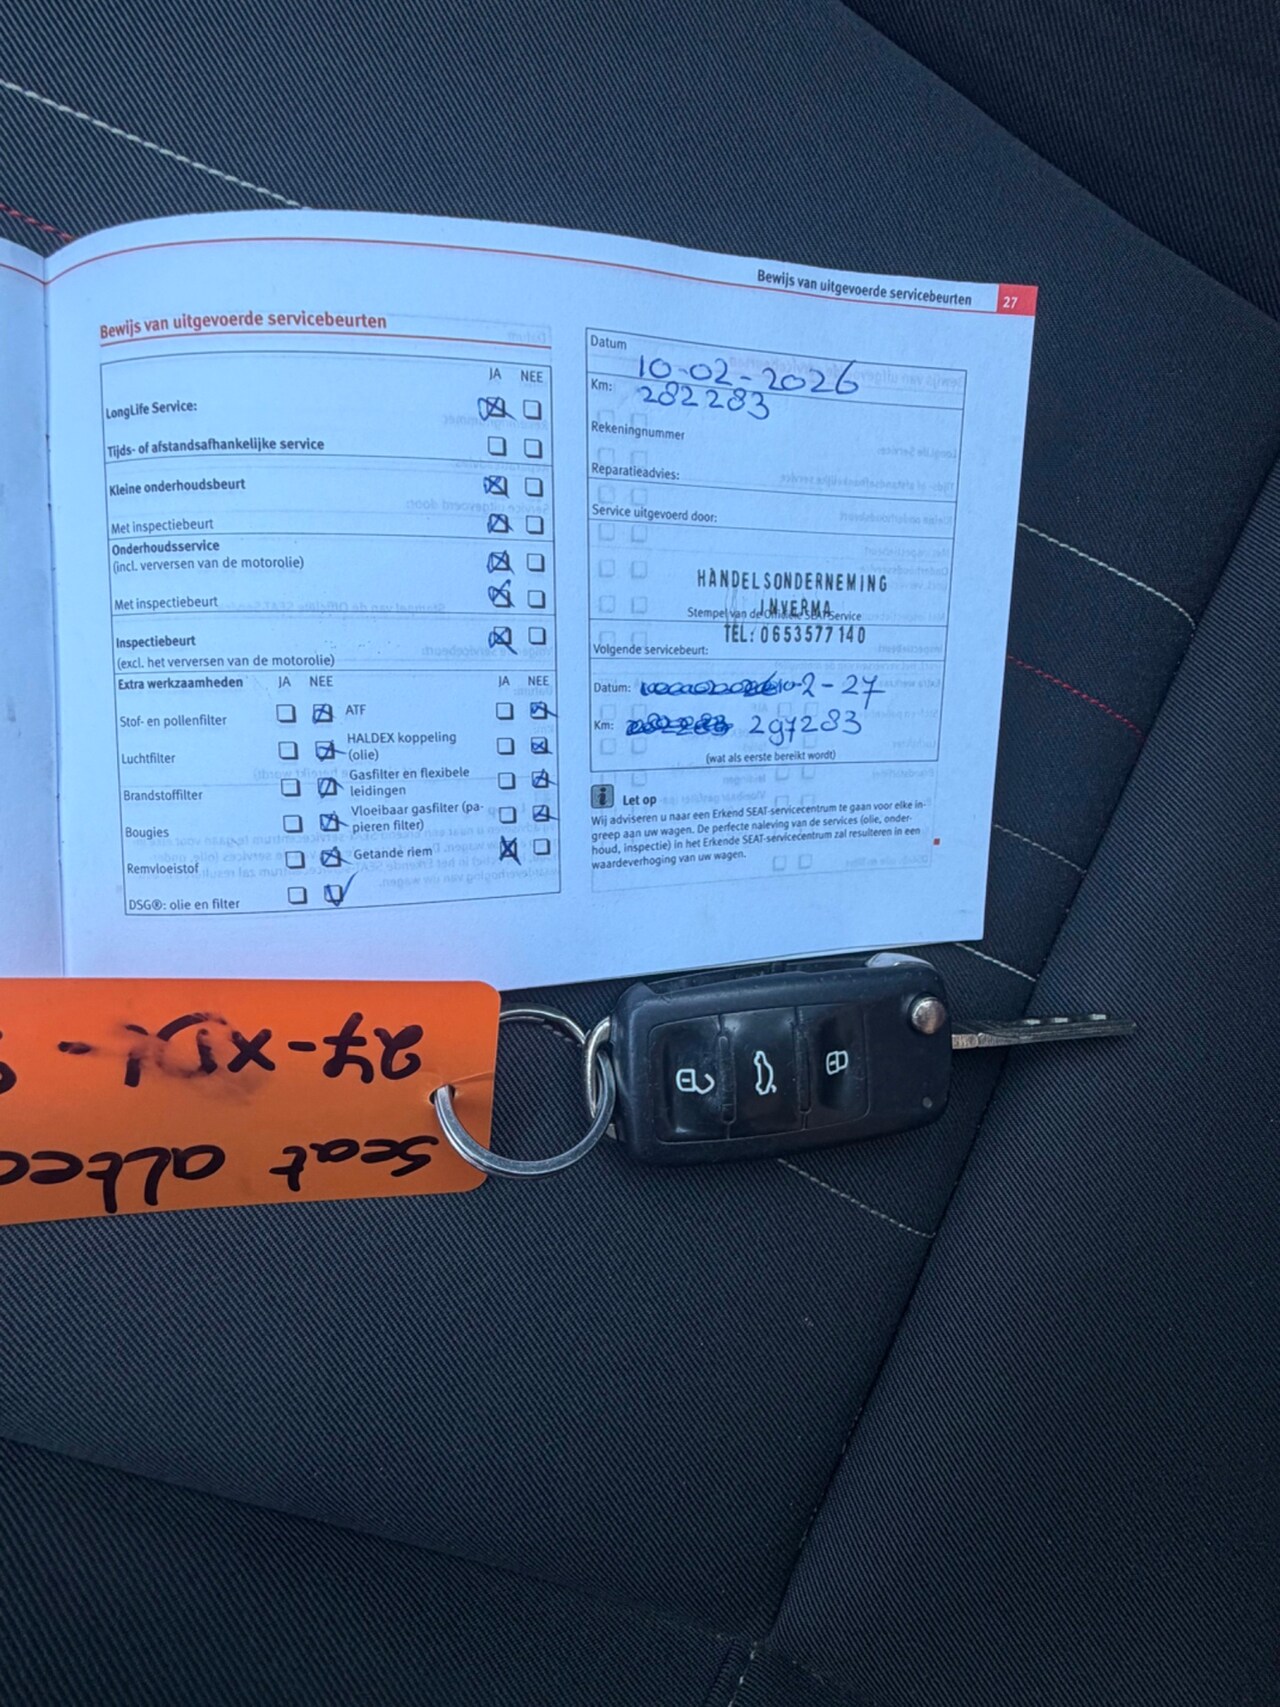 Bewijs van uitgevoerde servicebeurten 27
Bewijs van uitgevoerde servicebeurten
JA NEE
LongLife Service:
Tijds- of afstandsafhankelijke service
Kleine onderhoudsbeurt
Met inspectiebeurt
Onderhoudsservice
(incl. verversen van de motorolie)
Met inspectiebeurt
Inspectiebeurt
(excl. het verversen van de motorolie)
Extra werkzaamheden JA NEE JA NEE
Stof- en pollenfilter
Luchtfilter
Brandstoffilter
Bougies
Remvloeistof
DSG®: olie en filter
ATF
HALDEX koppeling
(olie)
Gasfilter en flexibele
leidingen
Vloeibaar gasfilter (pa-
pieren filter)
Getande riem
Datum
10-02-2026
Km: 282283
Rekeningnummer
Reparatieadvies:
Service uitgevoerd door:
HANDELSONDERNEMING
INVERMA
Stempel van de Officiële SEAT-Service
TEL: 0653577140
Volgende servicebeurt:
Datum: 10-2-27
Km: 297283
(wat als eerste bereikt wordt)
i Let op
Wij adviseren u naar een Erkend SEAT-servicecentrum te gaan voor elke in-
greep aan uw wagen. De perfecte naleving van de services (olie, onder-
houd, inspectie) in het Erkende SEAT-servicecentrum zal resulteren in een
waardeverhoging van uw wagen.
seat altea